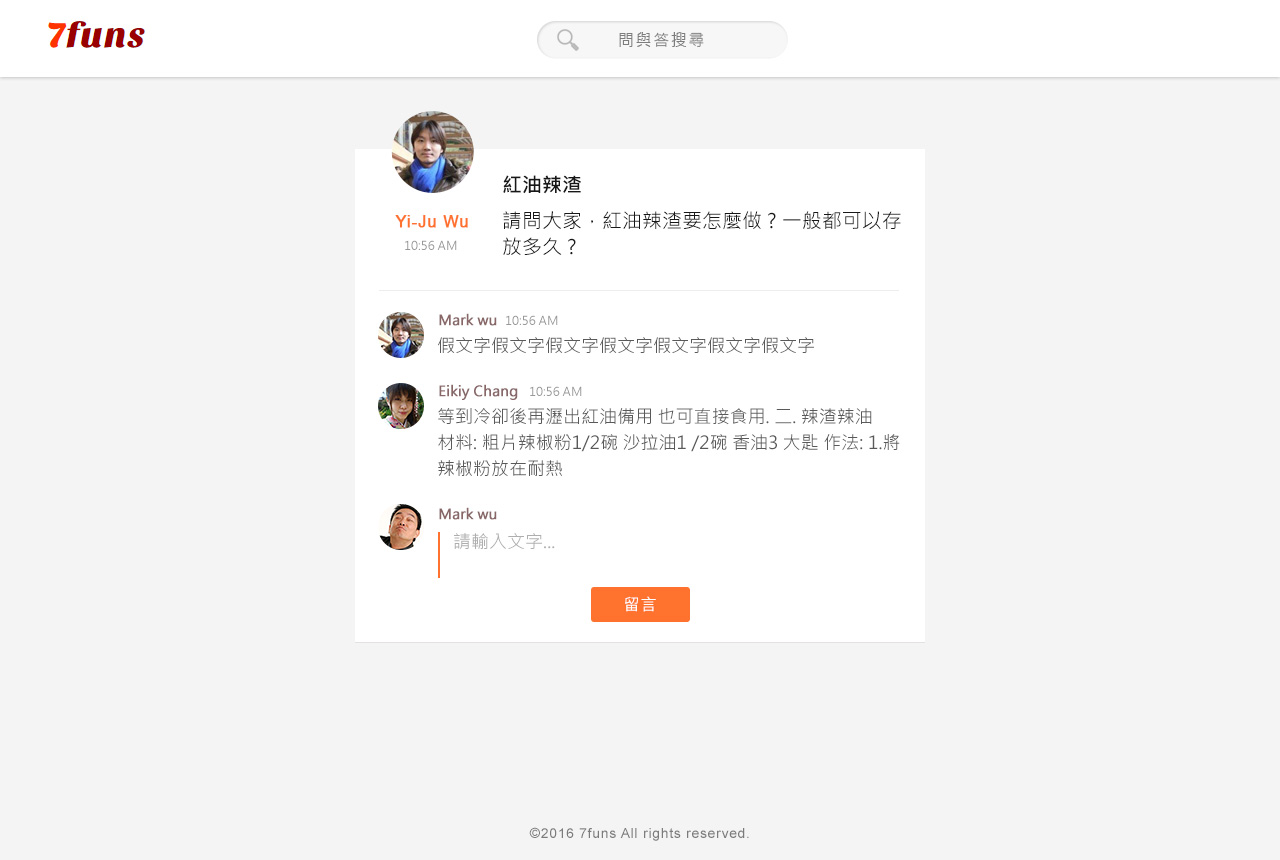 7funs
問與答搜尋
紅油辣渣
Yi-Ju Wu
10:56 AM
請問大家，紅油辣渣要怎麼做？一般都可以存
放多久？
Mark wu 10:56 AM
假文字假文字假文字假文字假文字假文字假文字
Eikiy Chang 10:56 AM
等到冷卻後再瀝出紅油備用 也可直接食用. 二. 辣渣辣油
材料: 粗片辣椒粉1/2碗 沙拉油1 /2碗 香油3 大匙 作法: 1.將
辣椒粉放在耐熱
Mark wu
請輸入文字...
留言
©2016 7funs All rights reserved.